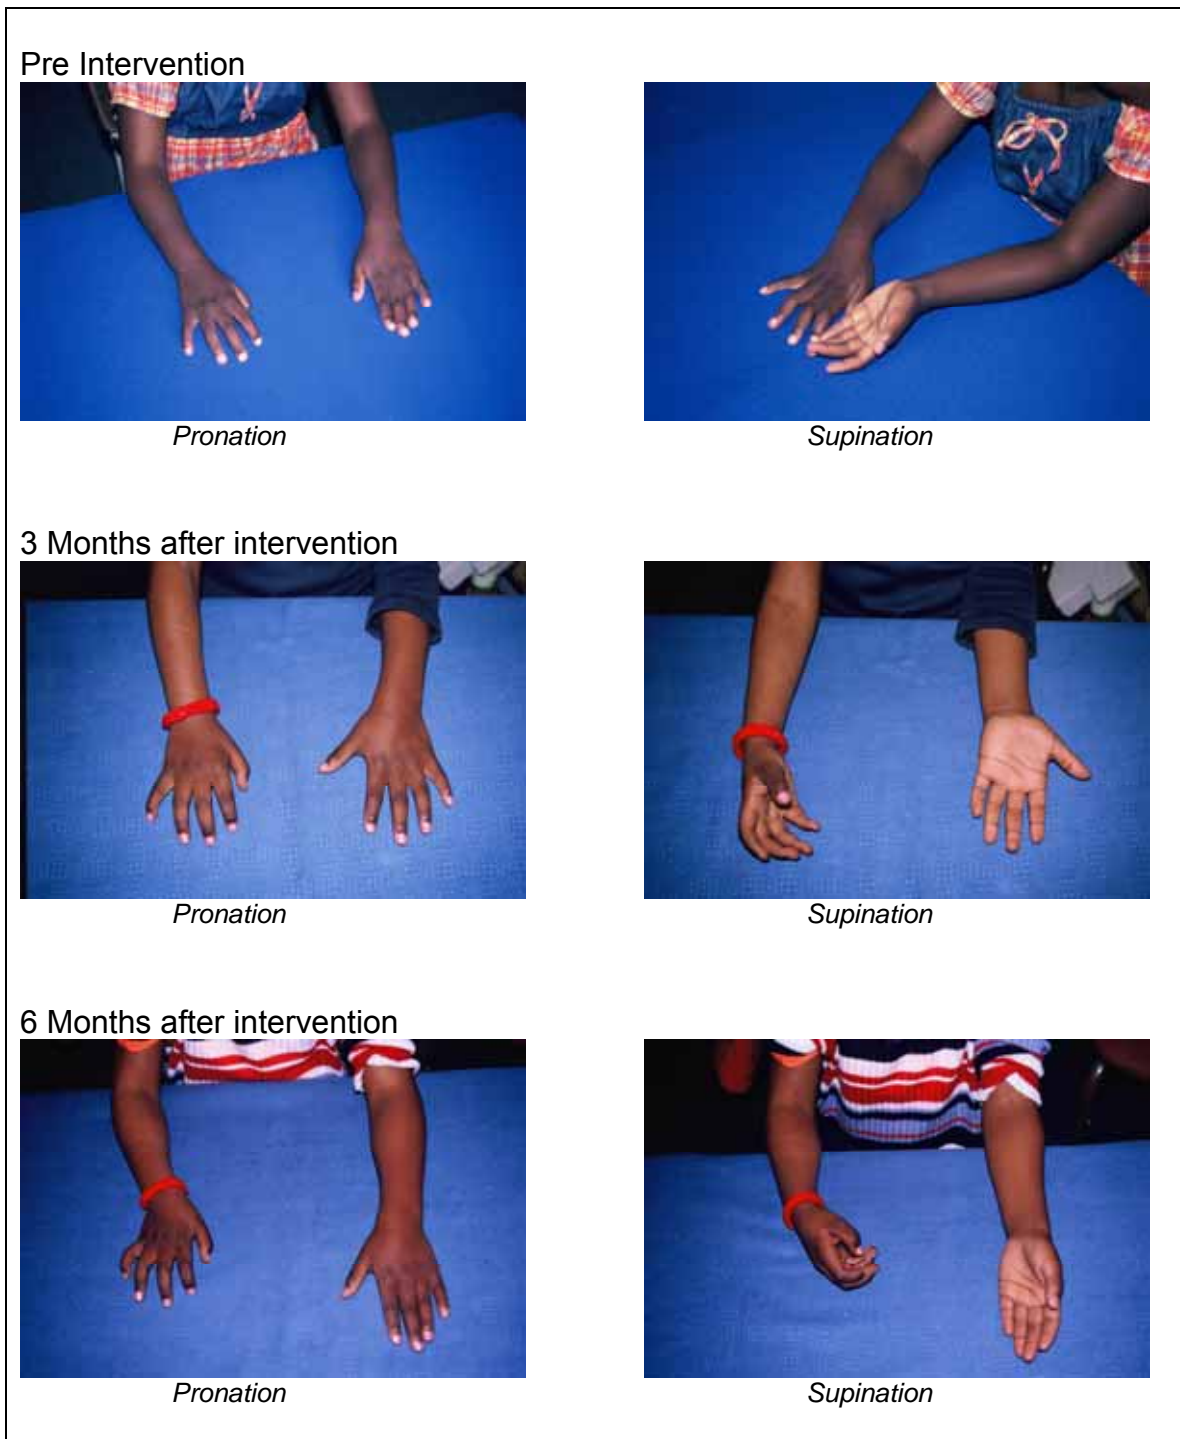 Pre Intervention
Pronation
Supination
3 Months after intervention
Pronation
Supination
6 Months after intervention
Pronation
Supination